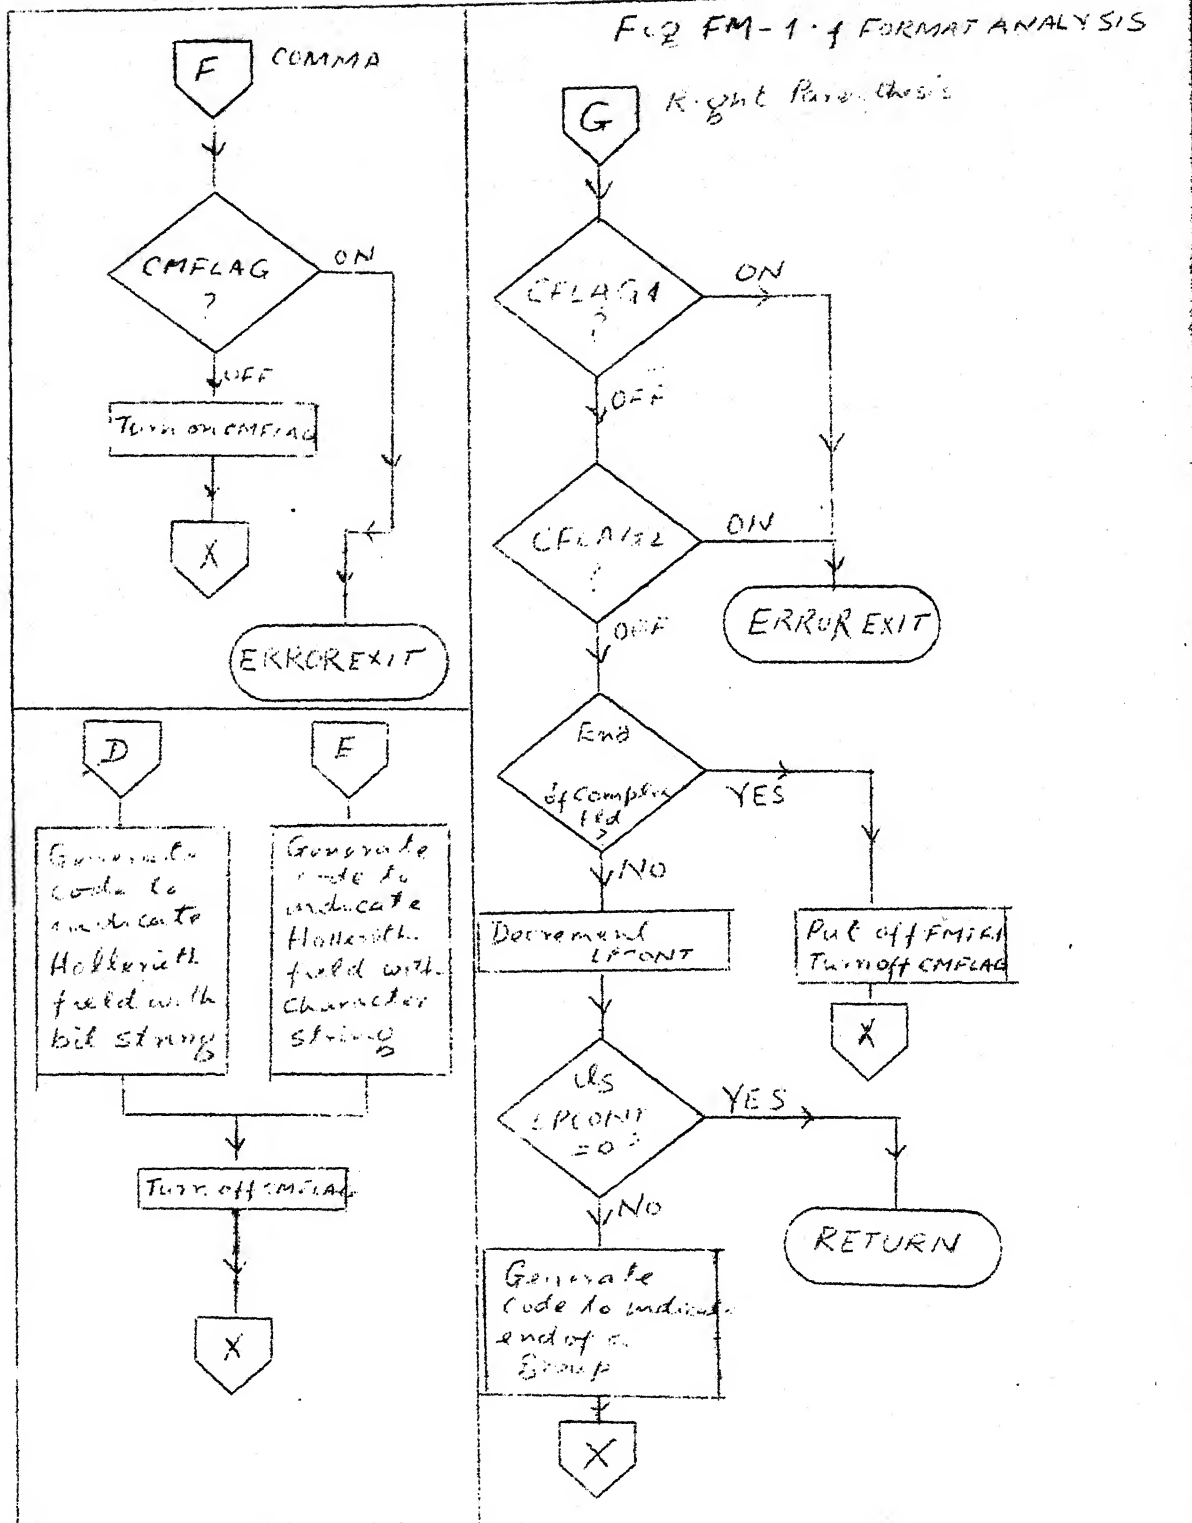 Fig FM-1.f FORMAT ANALYSIS
F
COMMA
CMFLAG
?
ON
OFF
Turn on CMFLAG
X
ERROR EXIT
D
Generate
code to
indicate
Hollerith
field with
bit string
E
Generate
code to
indicate
Hollerith
field with
Character
string
Turn off CMFLAG
X
G
Right Parenthesis
CFLAG1
?
ON
OFF
CFLAG2
?
ON
OFF
ERROR EXIT
End
of Complex
fld
?
YES
NO
Decrement
LPCONT
Put off
Turn off CMFLAG
X
Is
LPCONT
=0?
YES
NO
RETURN
Generate
code to indicate
end of a
Group
X